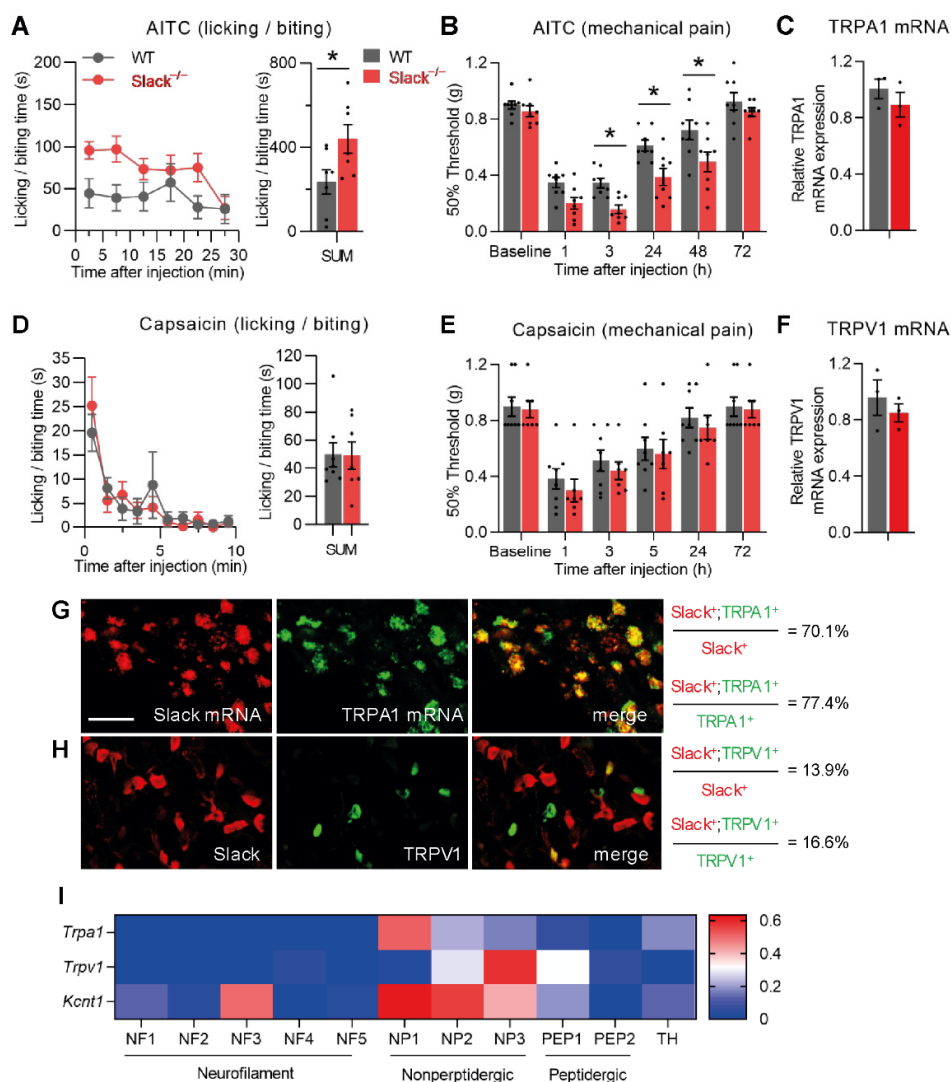 A
AITC (licking / biting)
WT
Slack−/−
Licking / biting time (s)
200
150
100
50
0
0 5 10 15 20 25 30
Time after injection (min)
WT
Slack−/−
Licking / biting time (s)
800
400
0
*
SUM
B
AITC (mechanical pain)
50% Threshold (g)
1.2
0.8
0.4
0.0
* * *
Baseline 1 3 24 48 72
Time after injection (h)
C
TRPA1 mRNA
Relative TRPA1
mRNA expression
1.2
0.8
0.4
0.0
D
Capsaicin (licking / biting)
Licking / biting time (s)
35
30
25
20
15
10
5
0
0 5 10
Time after injection (min)
Licking / biting time (s)
120
100
80
60
40
20
0
SUM
E
Capsaicin (mechanical pain)
50% Threshold (g)
1.2
0.8
0.4
0.0
Baseline 1 3 5 24 72
Time after injection (h)
F
TRPV1 mRNA
Relative TRPV1
mRNA expression
1.2
0.8
0.4
0.0
G
Slack mRNA
TRPA1 mRNA
merge
Slack+;TRPA1+
Slack+
= 70.1%
Slack+;TRPA1+
TRPA1+
= 77.4%
H
Slack
TRPV1
merge
Slack+;TRPV1+
Slack+
= 13.9%
Slack+;TRPV1+
TRPV1+
= 16.6%
I
Trpa1
Trpv1
Kcnt1
0.6
0.4
0.2
0
NF1 NF2 NF3 NF4 NF5 NP1 NP2 NP3 PEP1 PEP2 TH
Neurofilament Nonperptidergic Peptidergic